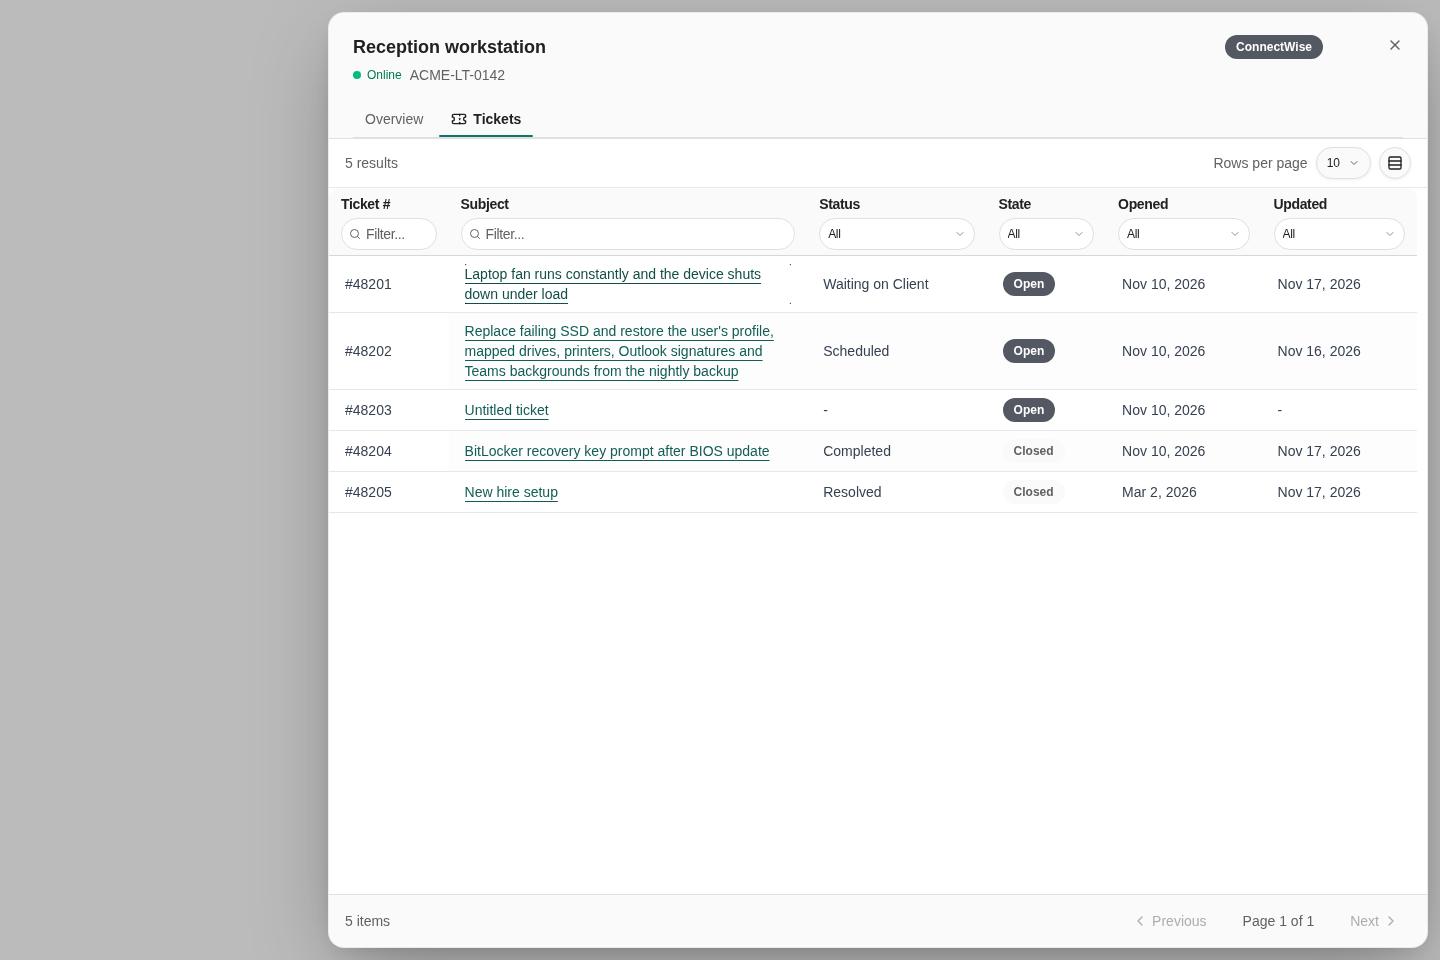 Reception workstation
ConnectWise
Online ACME-LT-0142
Overview Tickets
5 results
Rows per page 10
Ticket # Subject Status State Opened Updated
Filter... Filter... All All All All
#48201 Laptop fan runs constantly and the device shuts Waiting on Client Open Nov 10, 2026 Nov 17, 2026
down under load
#48202 Replace failing SSD and restore the user's profile, Scheduled Open Nov 10, 2026 Nov 16, 2026
mapped drives, printers, Outlook signatures and
Teams backgrounds from the nightly backup
#48203 Untitled ticket - Open Nov 10, 2026 -
#48204 BitLocker recovery key prompt after BIOS update Completed Closed Nov 10, 2026 Nov 17, 2026
#48205 New hire setup Resolved Closed Mar 2, 2026 Nov 17, 2026
5 items
Previous Page 1 of 1 Next